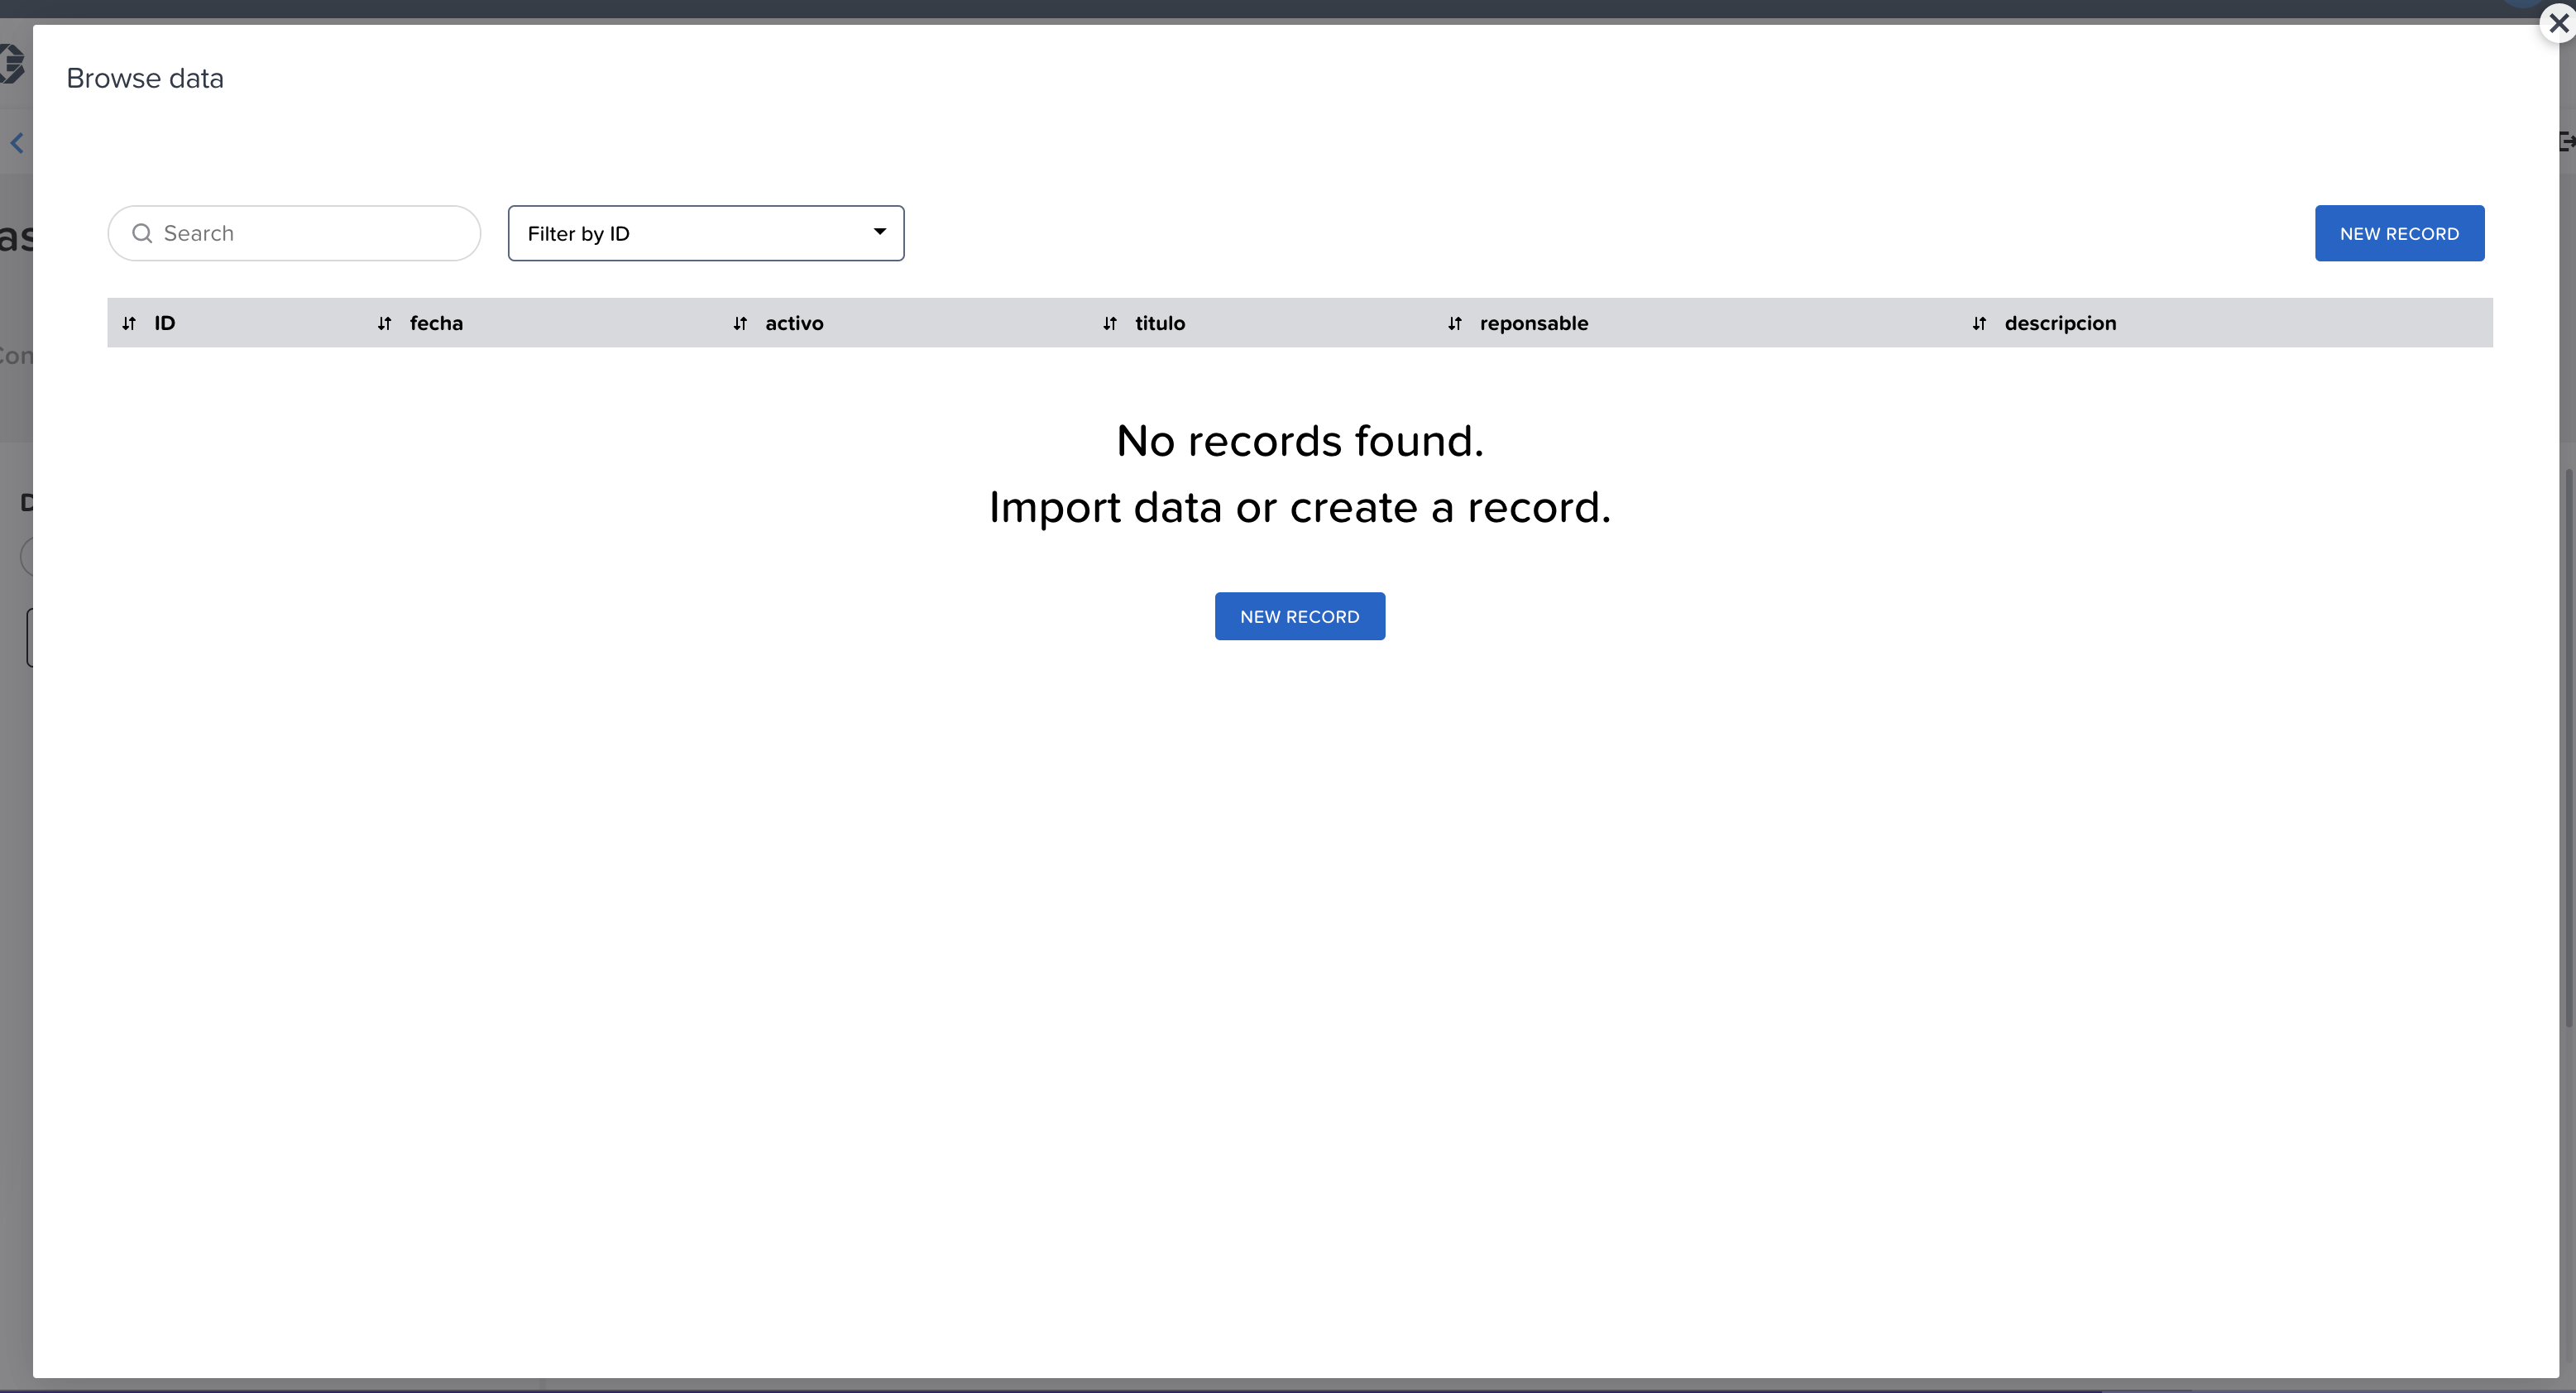 Browse data
Search
Filter by ID
NEW RECORD
ID fecha activo titulo reponsable descripcion
No records found.
Import data or create a record.
NEW RECORD